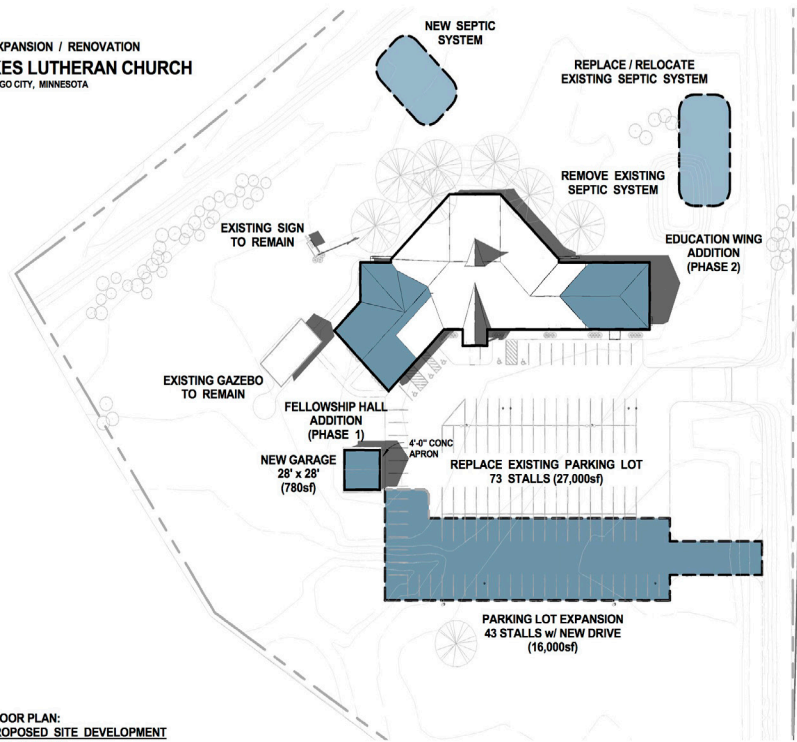 XPANSION / RENOVATION
KES LUTHERAN CHURCH
GO CITY, MINNESOTA
NEW SEPTIC
SYSTEM
REPLACE / RELOCATE
EXISTING SEPTIC SYSTEM
REMOVE EXISTING
SEPTIC SYSTEM
EXISTING SIGN
TO REMAIN
EDUCATION WING
ADDITION
(PHASE 2)
EXISTING GAZEBO
TO REMAIN
FELLOWSHIP HALL
ADDITION
(PHASE 1)
4'-0" CONC
APRON
NEW GARAGE
28' x 28'
(780sf)
REPLACE EXISTING PARKING LOT
73 STALLS (27,000sf)
PARKING LOT EXPANSION
43 STALLS w/ NEW DRIVE
(16,000sf)
OOR PLAN:
ROPOSED SITE DEVELOPMENT